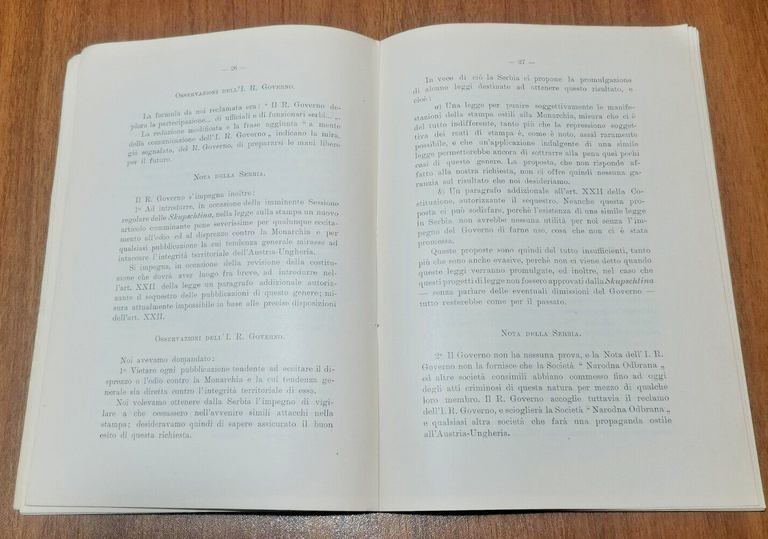 — 26 —
OSSERVAZIONI DELL'I. R. GOVERNO.
La formula da noi reclamata era: " Il R. Governo de-
plora la partecipazione... di ufficiali e di funzionari serbi... „
La redazione modificata e la frase aggiunta " a mente
della comunicazione dell'I. R. Governo „ indicano la mira,
già segnalata, del R. Governo, di prepararsi le mani libere
per il futuro.
NOTA DELLA SERBIA.
Il R. Governo s'impegna inoltre:
1º Ad introdurre, in occasione della imminente Sessione
regolare delle Skupschtina, nella legge sulla stampa un nuovo
articolo comminante pene severissime per qualunque eccita-
mento all'odio ed al disprezzo contro la Monarchia e per
qualsiasi pubblicazione la cui tendenza generale mirasse ad
intaccare l'integrità territoriale dell'Austria-Ungheria.
Si impegna, in occasione della revisione della costitu-
zione che dovrà aver luogo fra breve, ad introdurre nel-
l'art. XXII della legge un paragrafo addizionale autoriz-
zante il sequestro delle pubblicazioni di questo genere; mi-
sura attualmente impossibile in base alle precise disposizioni
dell'art. XXII.
OSSERVAZIONI DELL'I. R. GOVERNO.
Noi avevamo domandato:
1º Vietare ogni pubblicazione tendente ad eccitare il di-
sprezzo o l'odio contro la Monarchia e la cui tendenza gene-
rale sia diretta contro l'integrità territoriale di esso.
Noi volevamo ottenere dalla Serbia l'impegno di vigi-
lare a che cessassero nell'avvenire simili attacchi nella
stampa; desideravamo quindi di sapere assicurato il buon
esito di questa richiesta.
— 27 —
In vece di ciò la Serbia ci propone la promulgazione
di alcune leggi destinate ad ottenere questo risultato, e
cioè:
a) Una legge per punire soggettivamente le manife-
stazioni della stampa ostili alla Monarchia, misura che ci è
del tutto indifferente, tanto più che la repressione soggetti-
va dei reati di stampa è, come è noto, assai raramente
possibile, e che un'applicazione indulgente di una simile
legge permetterebbe ancora di sottrarre alla pena quei pochi
casi di questo genere. La proposta, che non risponde af-
fatto alla nostra richiesta, non ci offre quindi nessuna ga-
ranzia sul risultato che noi desideriamo.
b) Un paragrafo addizionale all'art. XXII della Co-
stituzione, autorizzante il sequestro. Neanche questa pro-
posta ci può sodisfare, perchè l'esistenza di una simile legge
in Serbia non avrebbe nessuna utilità per noi senza l'im-
pegno del Governo di farne uso, cosa che non ci è stata
promessa.
Queste proposte sono quindi del tutto insufficienti, tanto
più che sono anche evasive, perchè non ci viene detto quando
queste leggi verranno promulgate, ed inoltre, nel caso che
questi progetti di legge non fossero approvati dalla Skupschtina
— senza parlare delle eventuali dimissioni del Governo —
tutto resterebbe come per il passato.
NOTA DELLA SERBIA.
2º Il Governo non ha nessuna prova, e la Nota dell'I. R.
Governo non la fornisce che la Società " Narodna Odbrana „
ed altre società consimili abbiano commesso fino ad oggi
degli atti criminosi di questa natura per mezzo di qualche
loro membro. Il R. Governo accoglie tuttavia il reclamo
dell'I. R. Governo, e scioglierà la Società " Narodna Odbrana „
e qualsiasi altra società che farà una propaganda ostile
all'Austria-Ungheria.